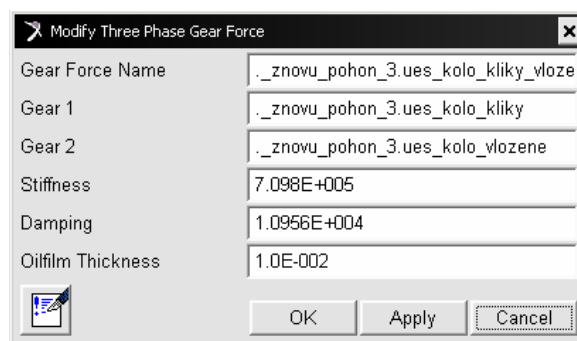 Modify Three Phase Gear Force
Gear Force Name ._znovu_pohon_3.ues_kolo_kliky_vloze
Gear 1 ._znovu_pohon_3.ues_kolo_kliky
Gear 2 ._znovu_pohon_3.ues_kolo_vlozene
Stiffness 7.098E+005
Damping 1.0956E+004
Oilfilm Thickness 1.0E-002
OK Apply Cancel